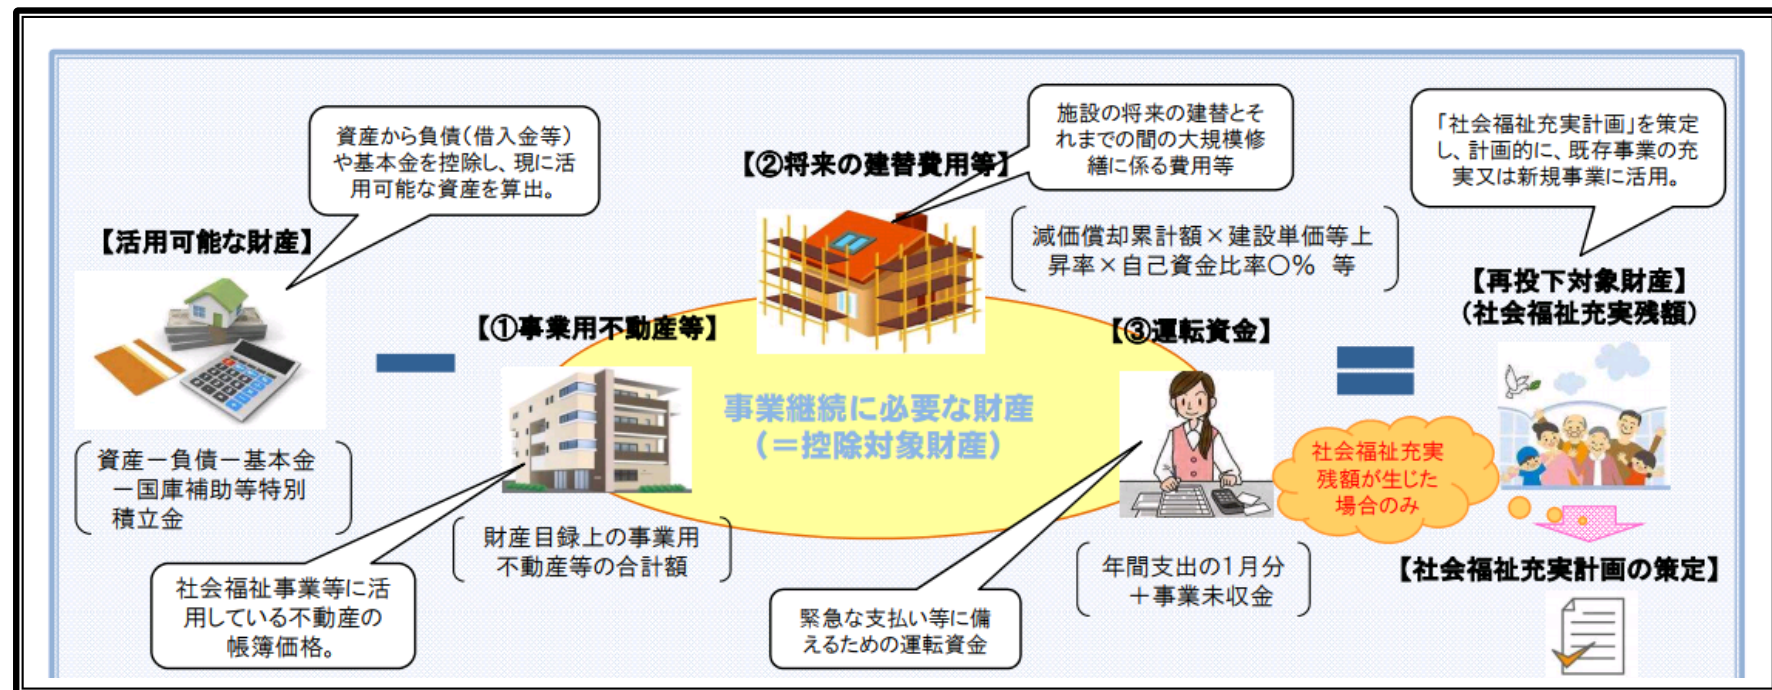 資産から負債(借入金等)
や基本金を控除し、現に活
用可能な資産を算出。
【活用可能な財産】
資産－負債－基本金
－国庫補助等特別
積立金
【①事業用不動産等】
財産目録上の事業用
不動産等の合計額
社会福祉事業等に活
用している不動産の
帳簿価格。
【②将来の建替費用等】
施設の将来の建替とそ
れまでの間の大規模修
繕に係る費用等
減価償却累計額×建設単価等上
昇率×自己資金比率〇% 等
事業継続に必要な財産
(＝控除対象財産)
【③運転資金】
年間支出の1月分
＋事業未収金
緊急な支払い等に備
えるための運転資金
「社会福祉充実計画」を策定
し、計画的に、既存事業の充
実又は新規事業に活用。
【再投下対象財産】
(社会福祉充実残額)
社会福祉充実
残額が生じた
場合のみ
【社会福祉充実計画の策定】